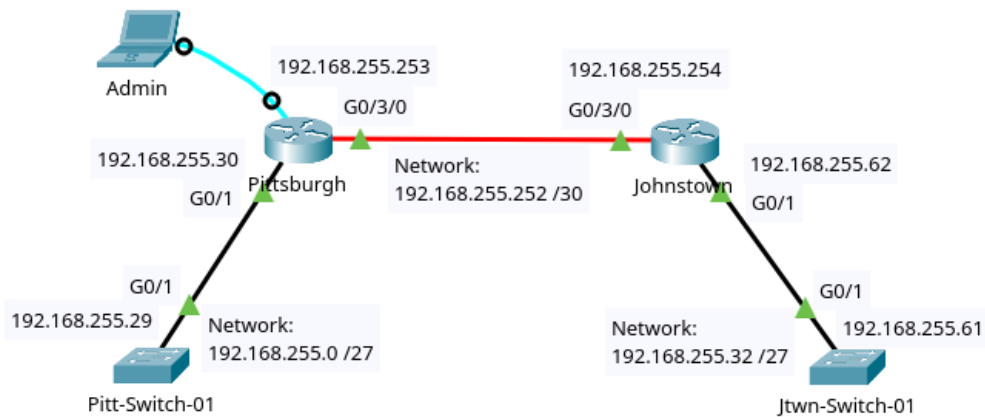 192.168.255.253
192.168.255.254
Admin
G0/3/0
G0/3/0
192.168.255.30
Pittsburgh
Network:
192.168.255.252 /30
Johnstown
192.168.255.62
G0/1
G0/1
G0/1
192.168.255.29
Network:
192.168.255.0 /27
Network:
192.168.255.32 /27
G0/1
192.168.255.61
Pitt-Switch-01
Jtwn-Switch-01